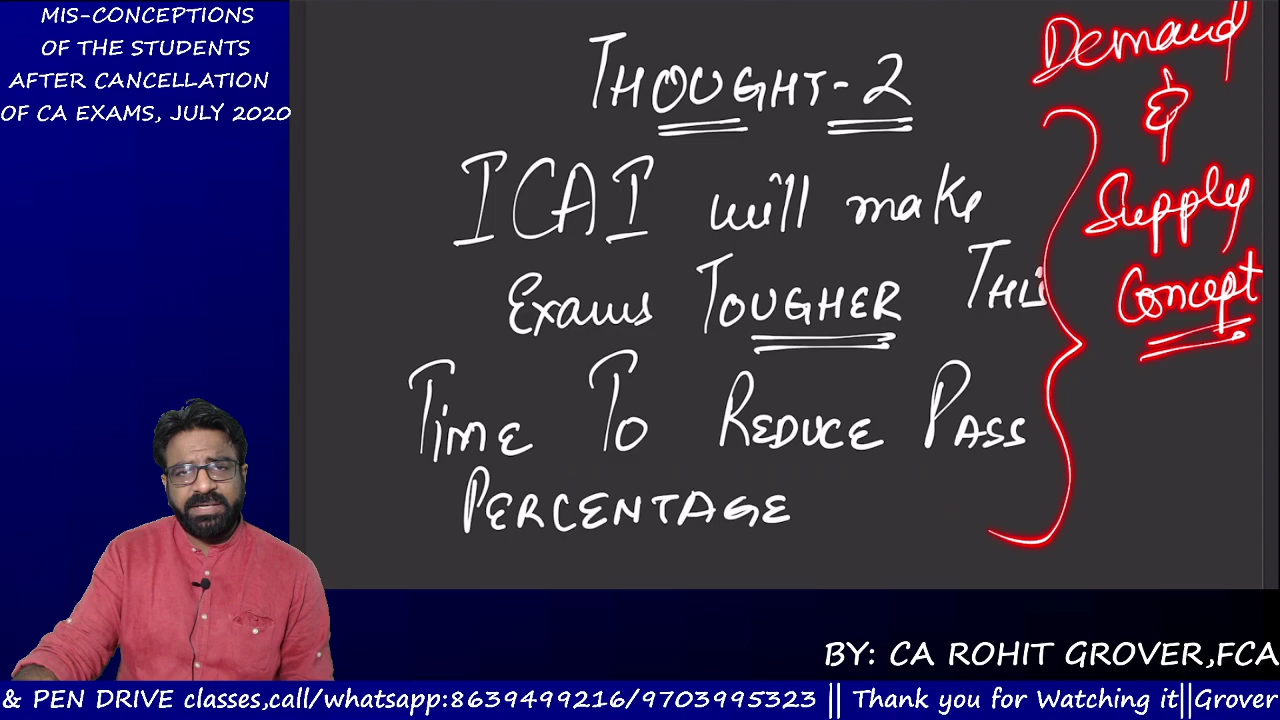 MIS-CONCEPTIONS
OF THE STUDENTS
AFTER CANCELLATION
OF CA EXAMS, JULY 2020
THOUGHT-2
ICAI will make
Exams TOUGHER THIS
TIME TO REDUCE PASS
PERCENTAGE
Demand
&
Supply
Concept
BY: CA ROHIT GROVER,FCA
& PEN DRIVE classes,call/whatsapp:8639499216/9703995323 || Thank you for Watching it||Grover